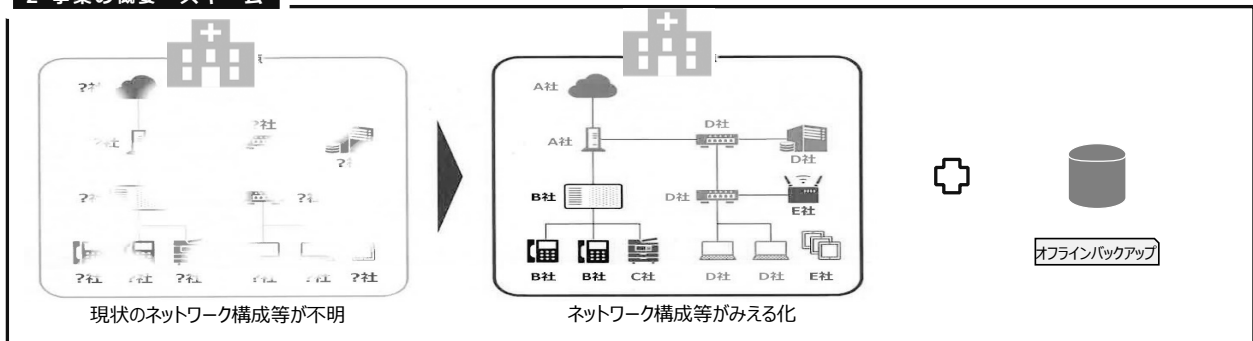 2 事業の概要・スキーム
?社
?社
?社
?社
?社
?社
?社 ?社 ?社 ?社 ?社 ?社
現状のネットワーク構成等が不明
A社
A社
D社
D社
B社
D社
E社
B社 B社 C社 D社 D社 E社
ネットワーク構成等がみえる化
オフラインバックアップ